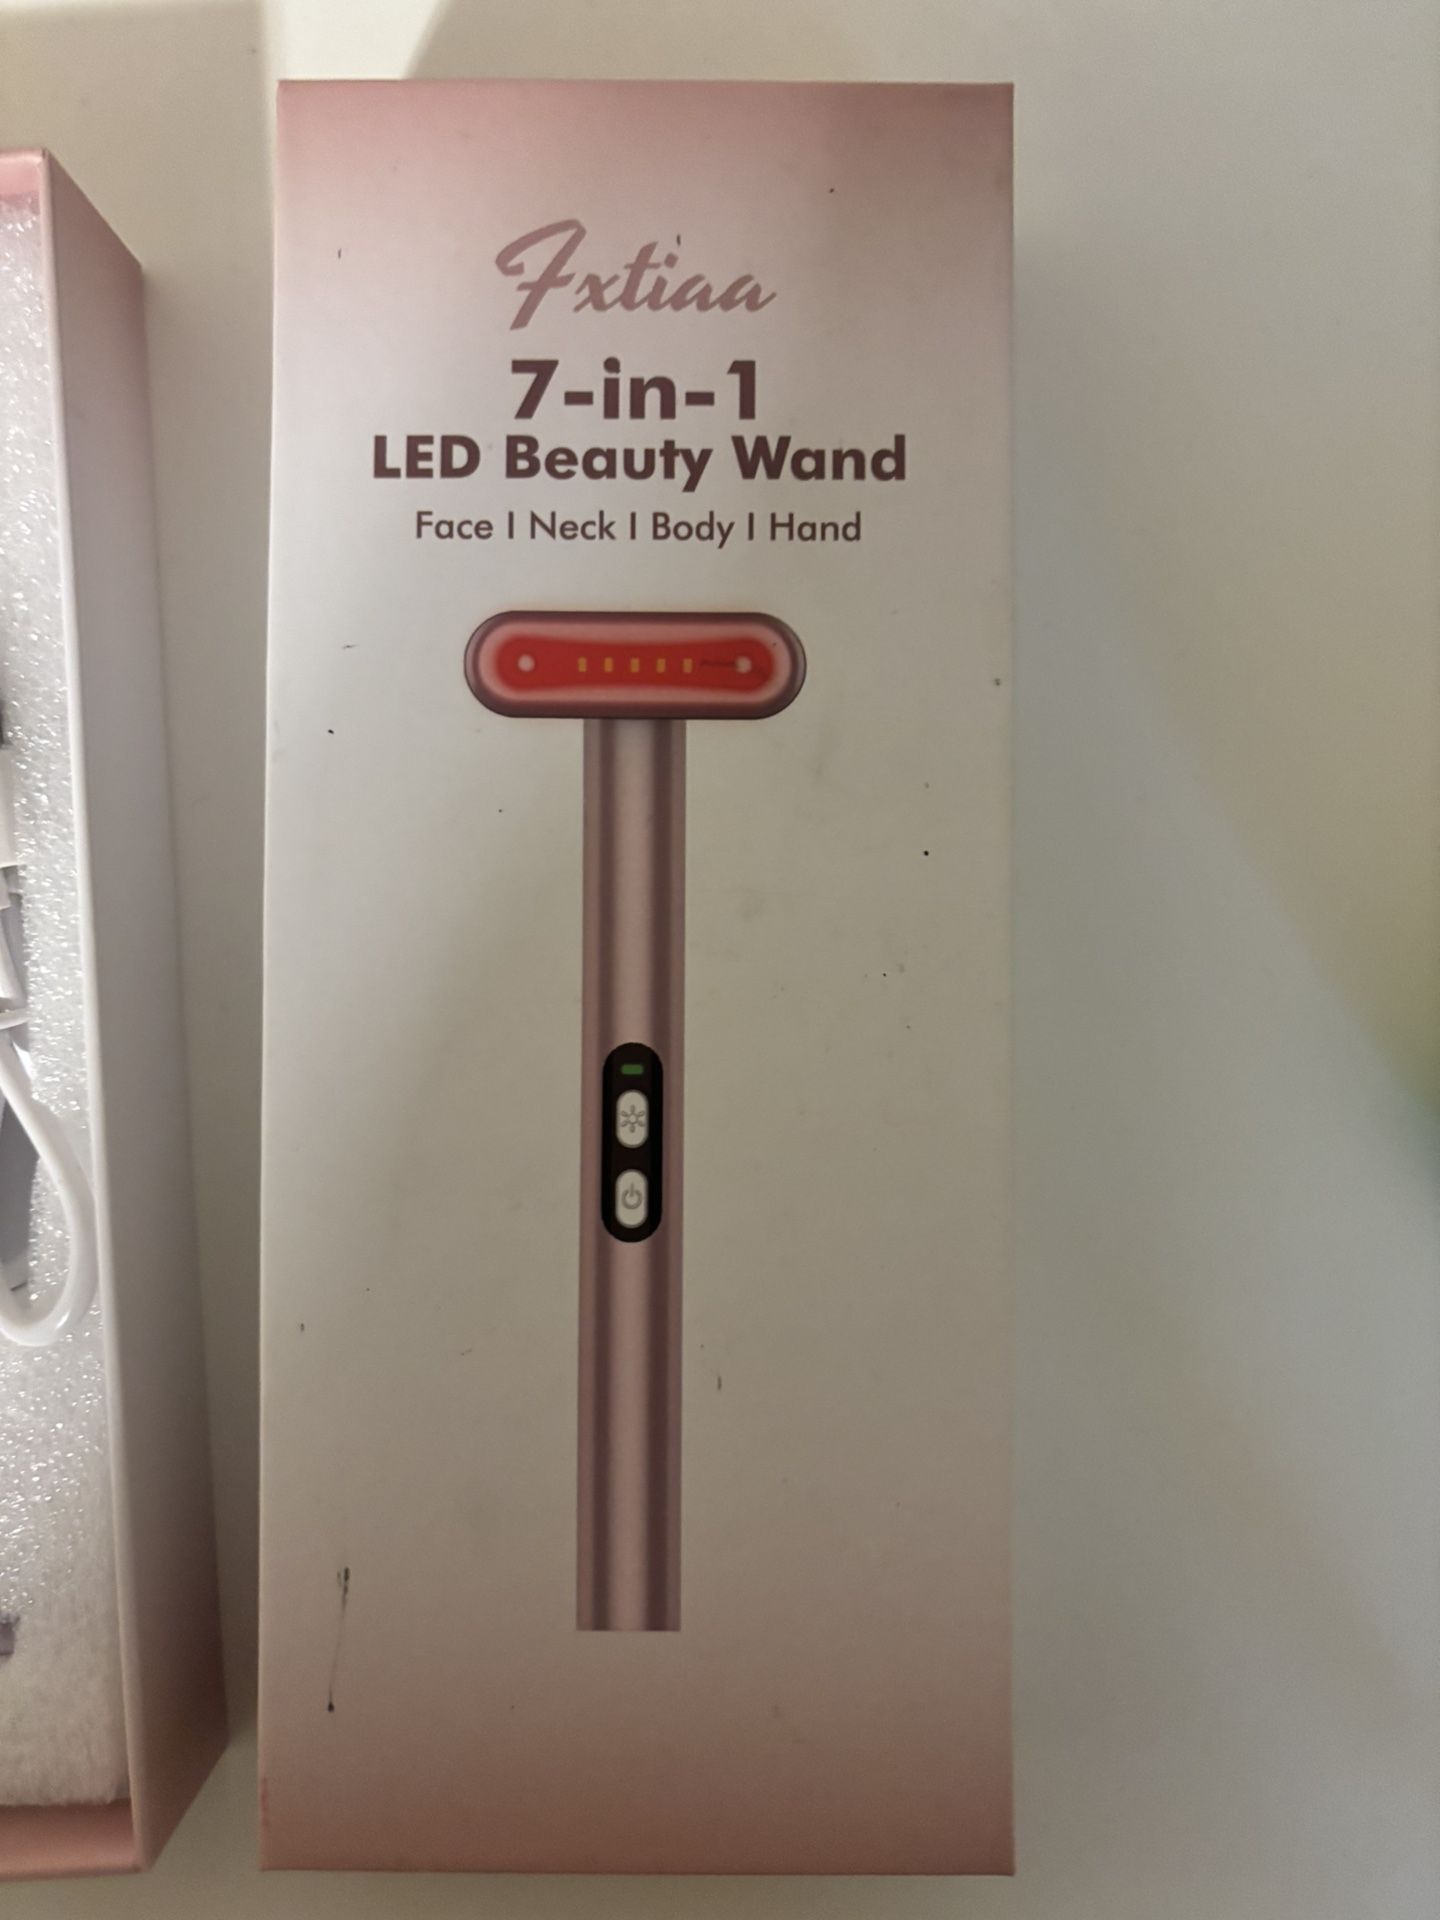 Fxtiaa
7-in-1
LED Beauty Wand
Face I Neck I Body I Hand